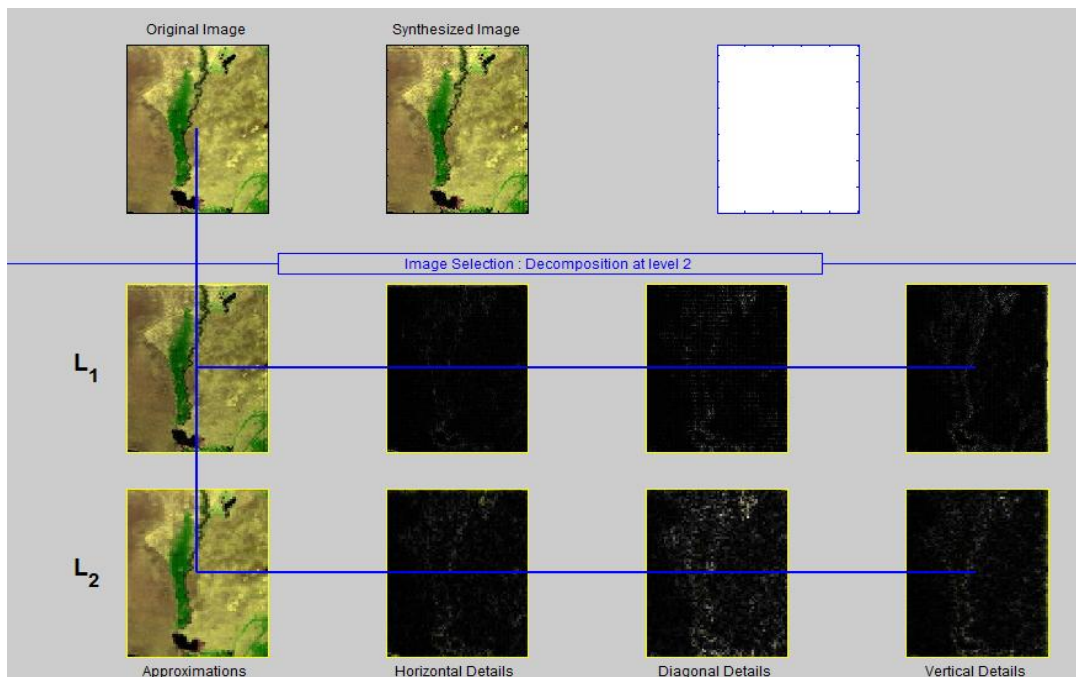 Original Image
Synthesized Image
Image Selection : Decomposition at level 2
L1
L2
Approximations
Horizontal Details
Diagonal Details
Vertical Details